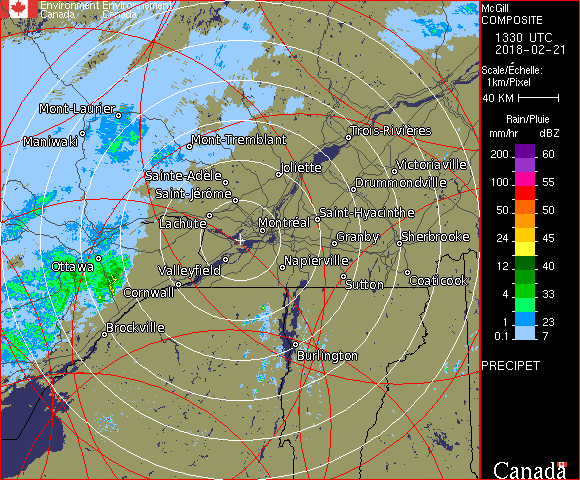 Environment Environnement
Canada Canada
McGill
COMPOSITE
1330 UTC
2018-02-21
Scale/Échelle:
1km/Pixel
40 KM
Rain/Pluie
mm/hr dBZ
200 60
100 55
50 50
24 45
12 40
4 33
1 23
0.1 7
PRECIPET
Canada
Mont-Laurier
Maniwaki
Mont-Tremblant
Trois-Rivières
Joliette
Victoriaville
Sainte-Adèle
Drummondville
Saint-Jérôme
Lachute
Saint-Hyacinthe
Montréal
Granby
Sherbrooke
Ottawa
Valleyfield
Napierville
Cornwall
Sutton
Coaticook
Brockville
Burlington